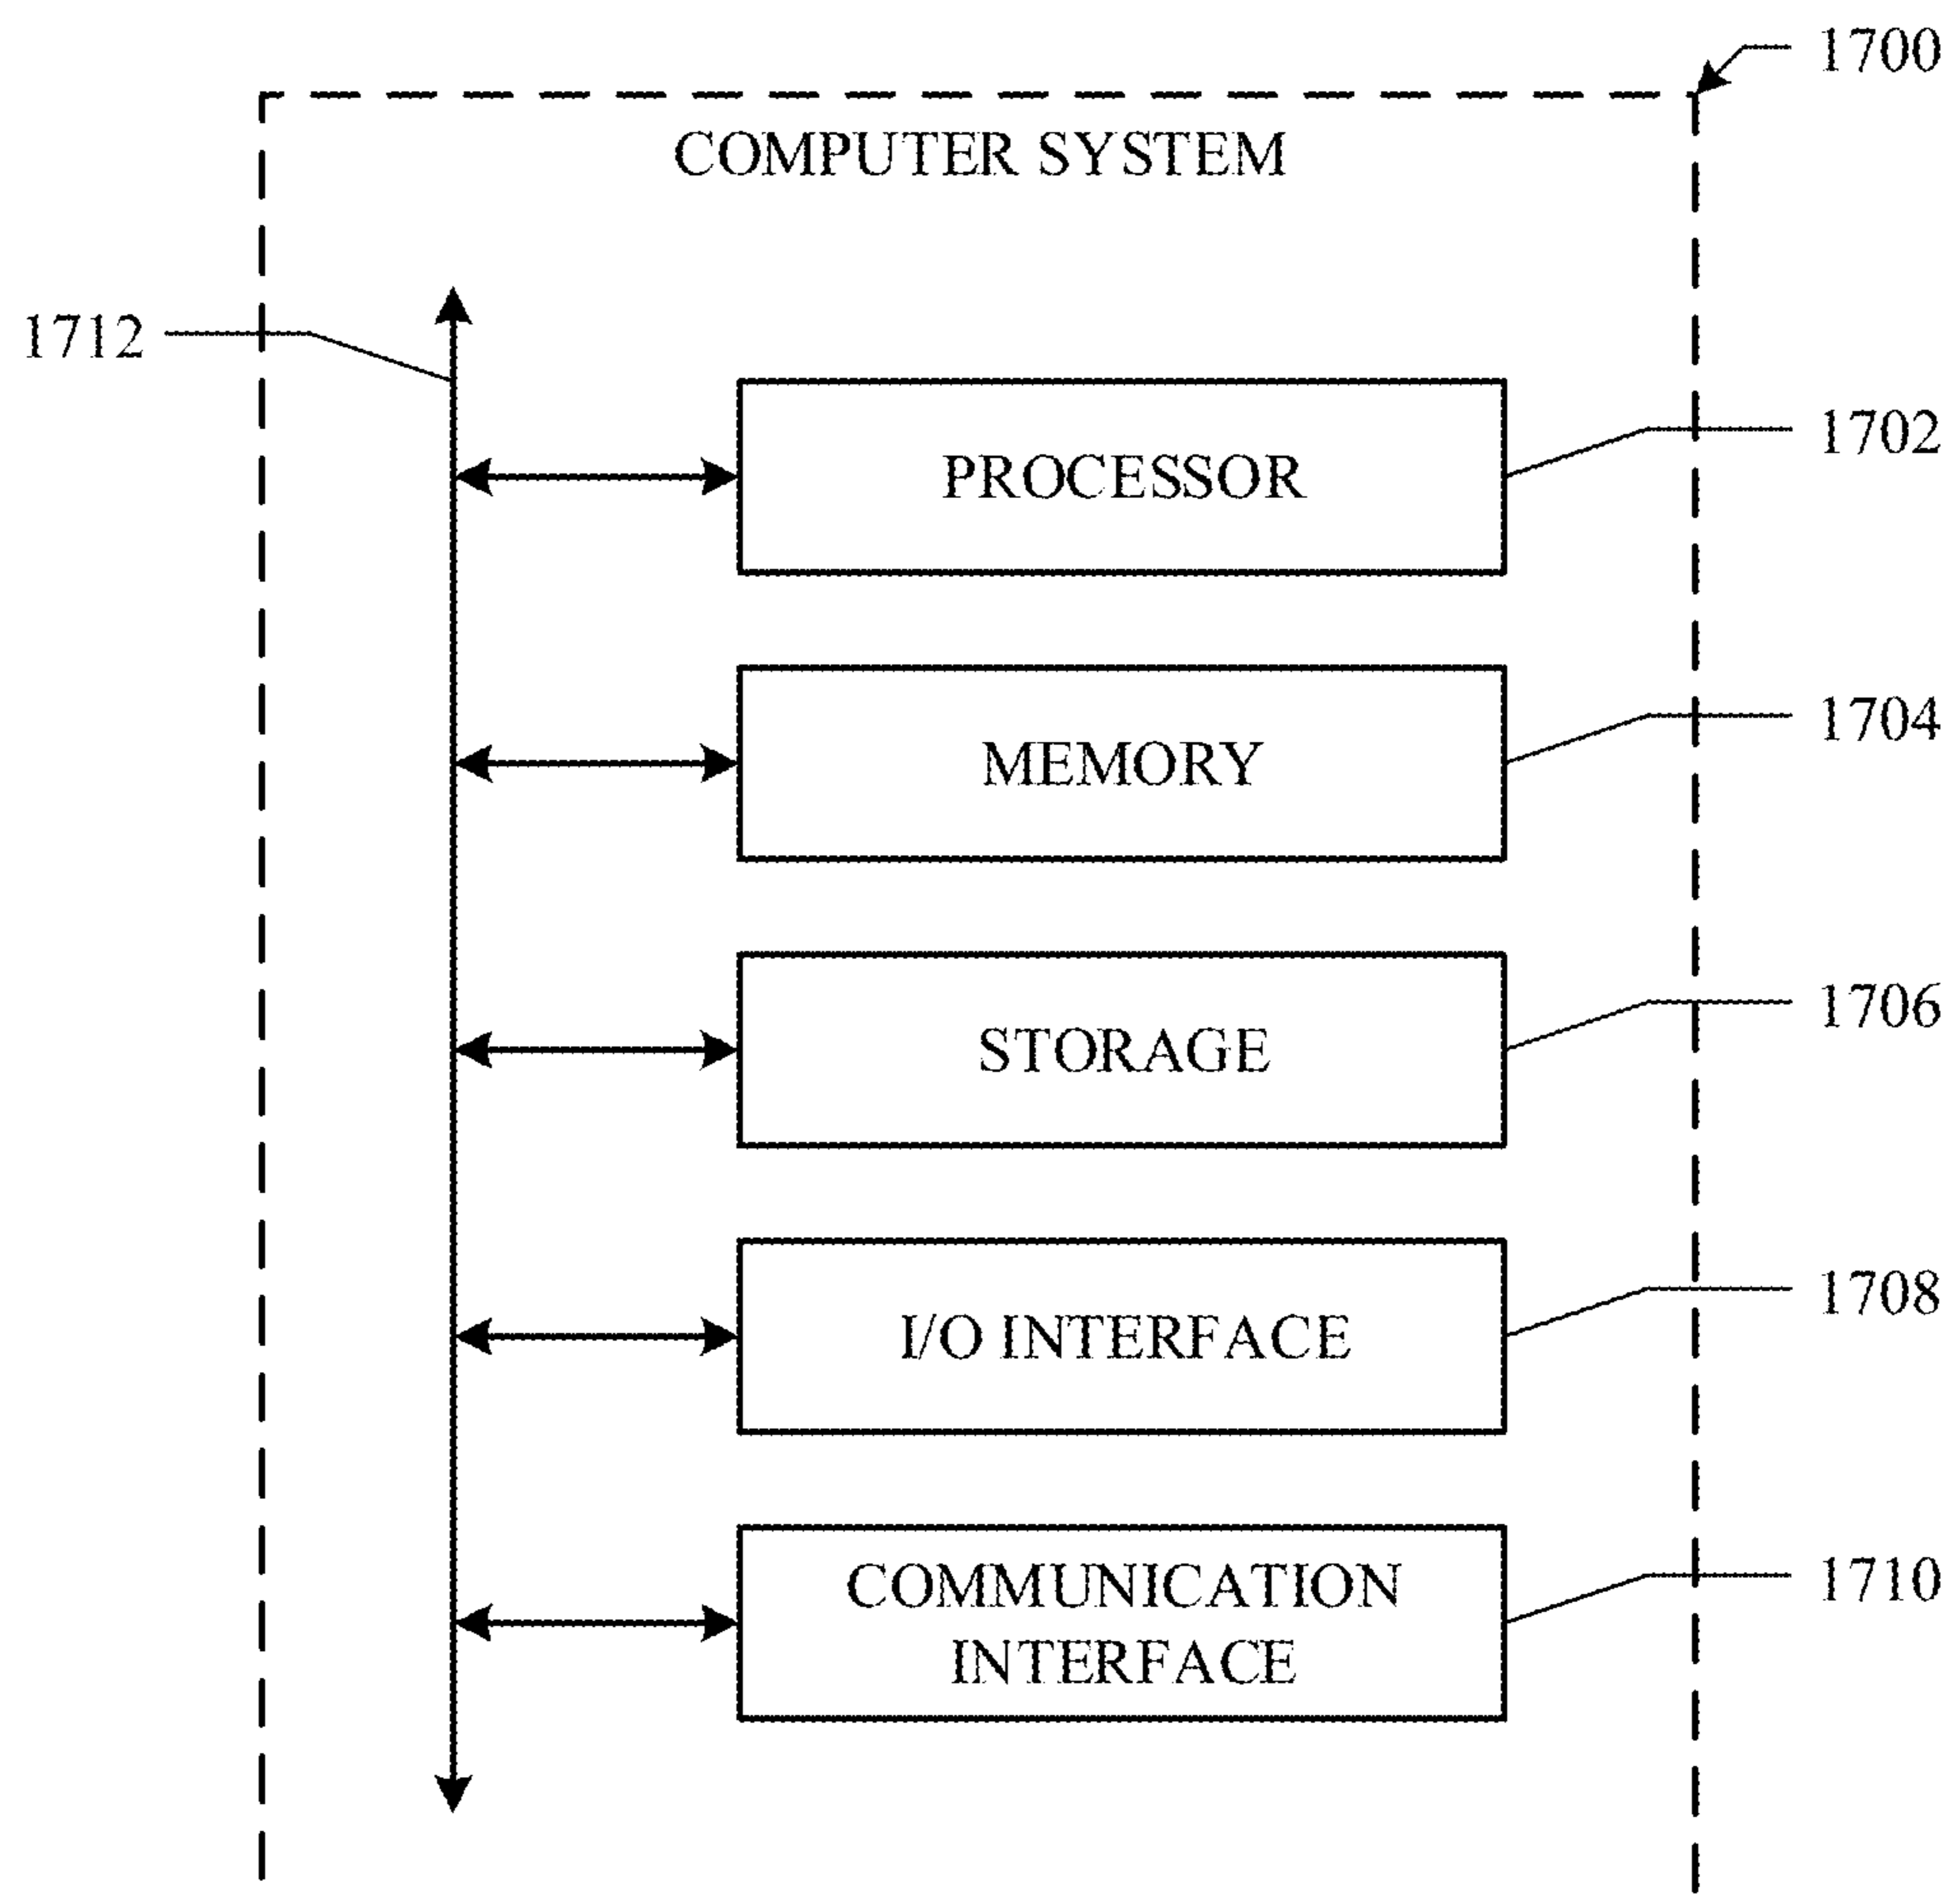 1700
COMPUTER SYSTEM
1712
1702
PROCESSOR
1704
MEMORY
1706
STORAGE
1708
I/O INTERFACE
1710
COMMUNICATION
INTERFACE